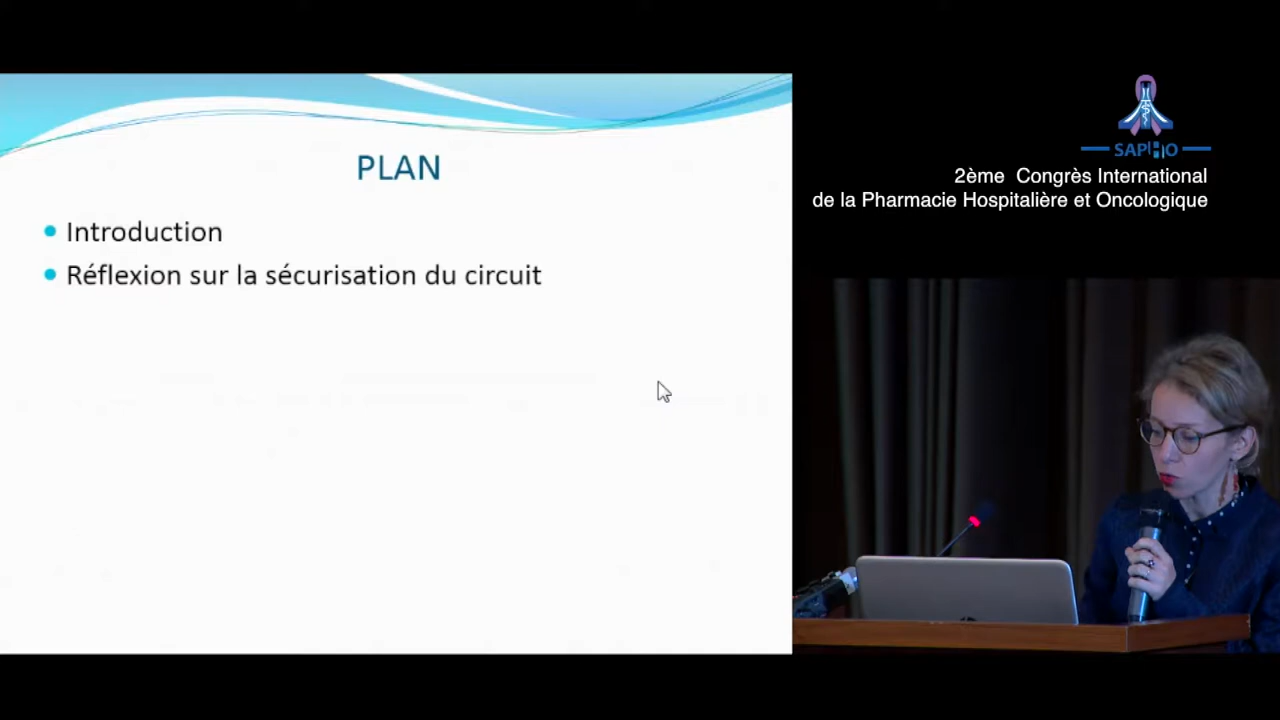 PLAN
Introduction
Réflexion sur la sécurisation du circuit
SAPHO
2ème Congrès International
de la Pharmacie Hospitalière et Oncologique